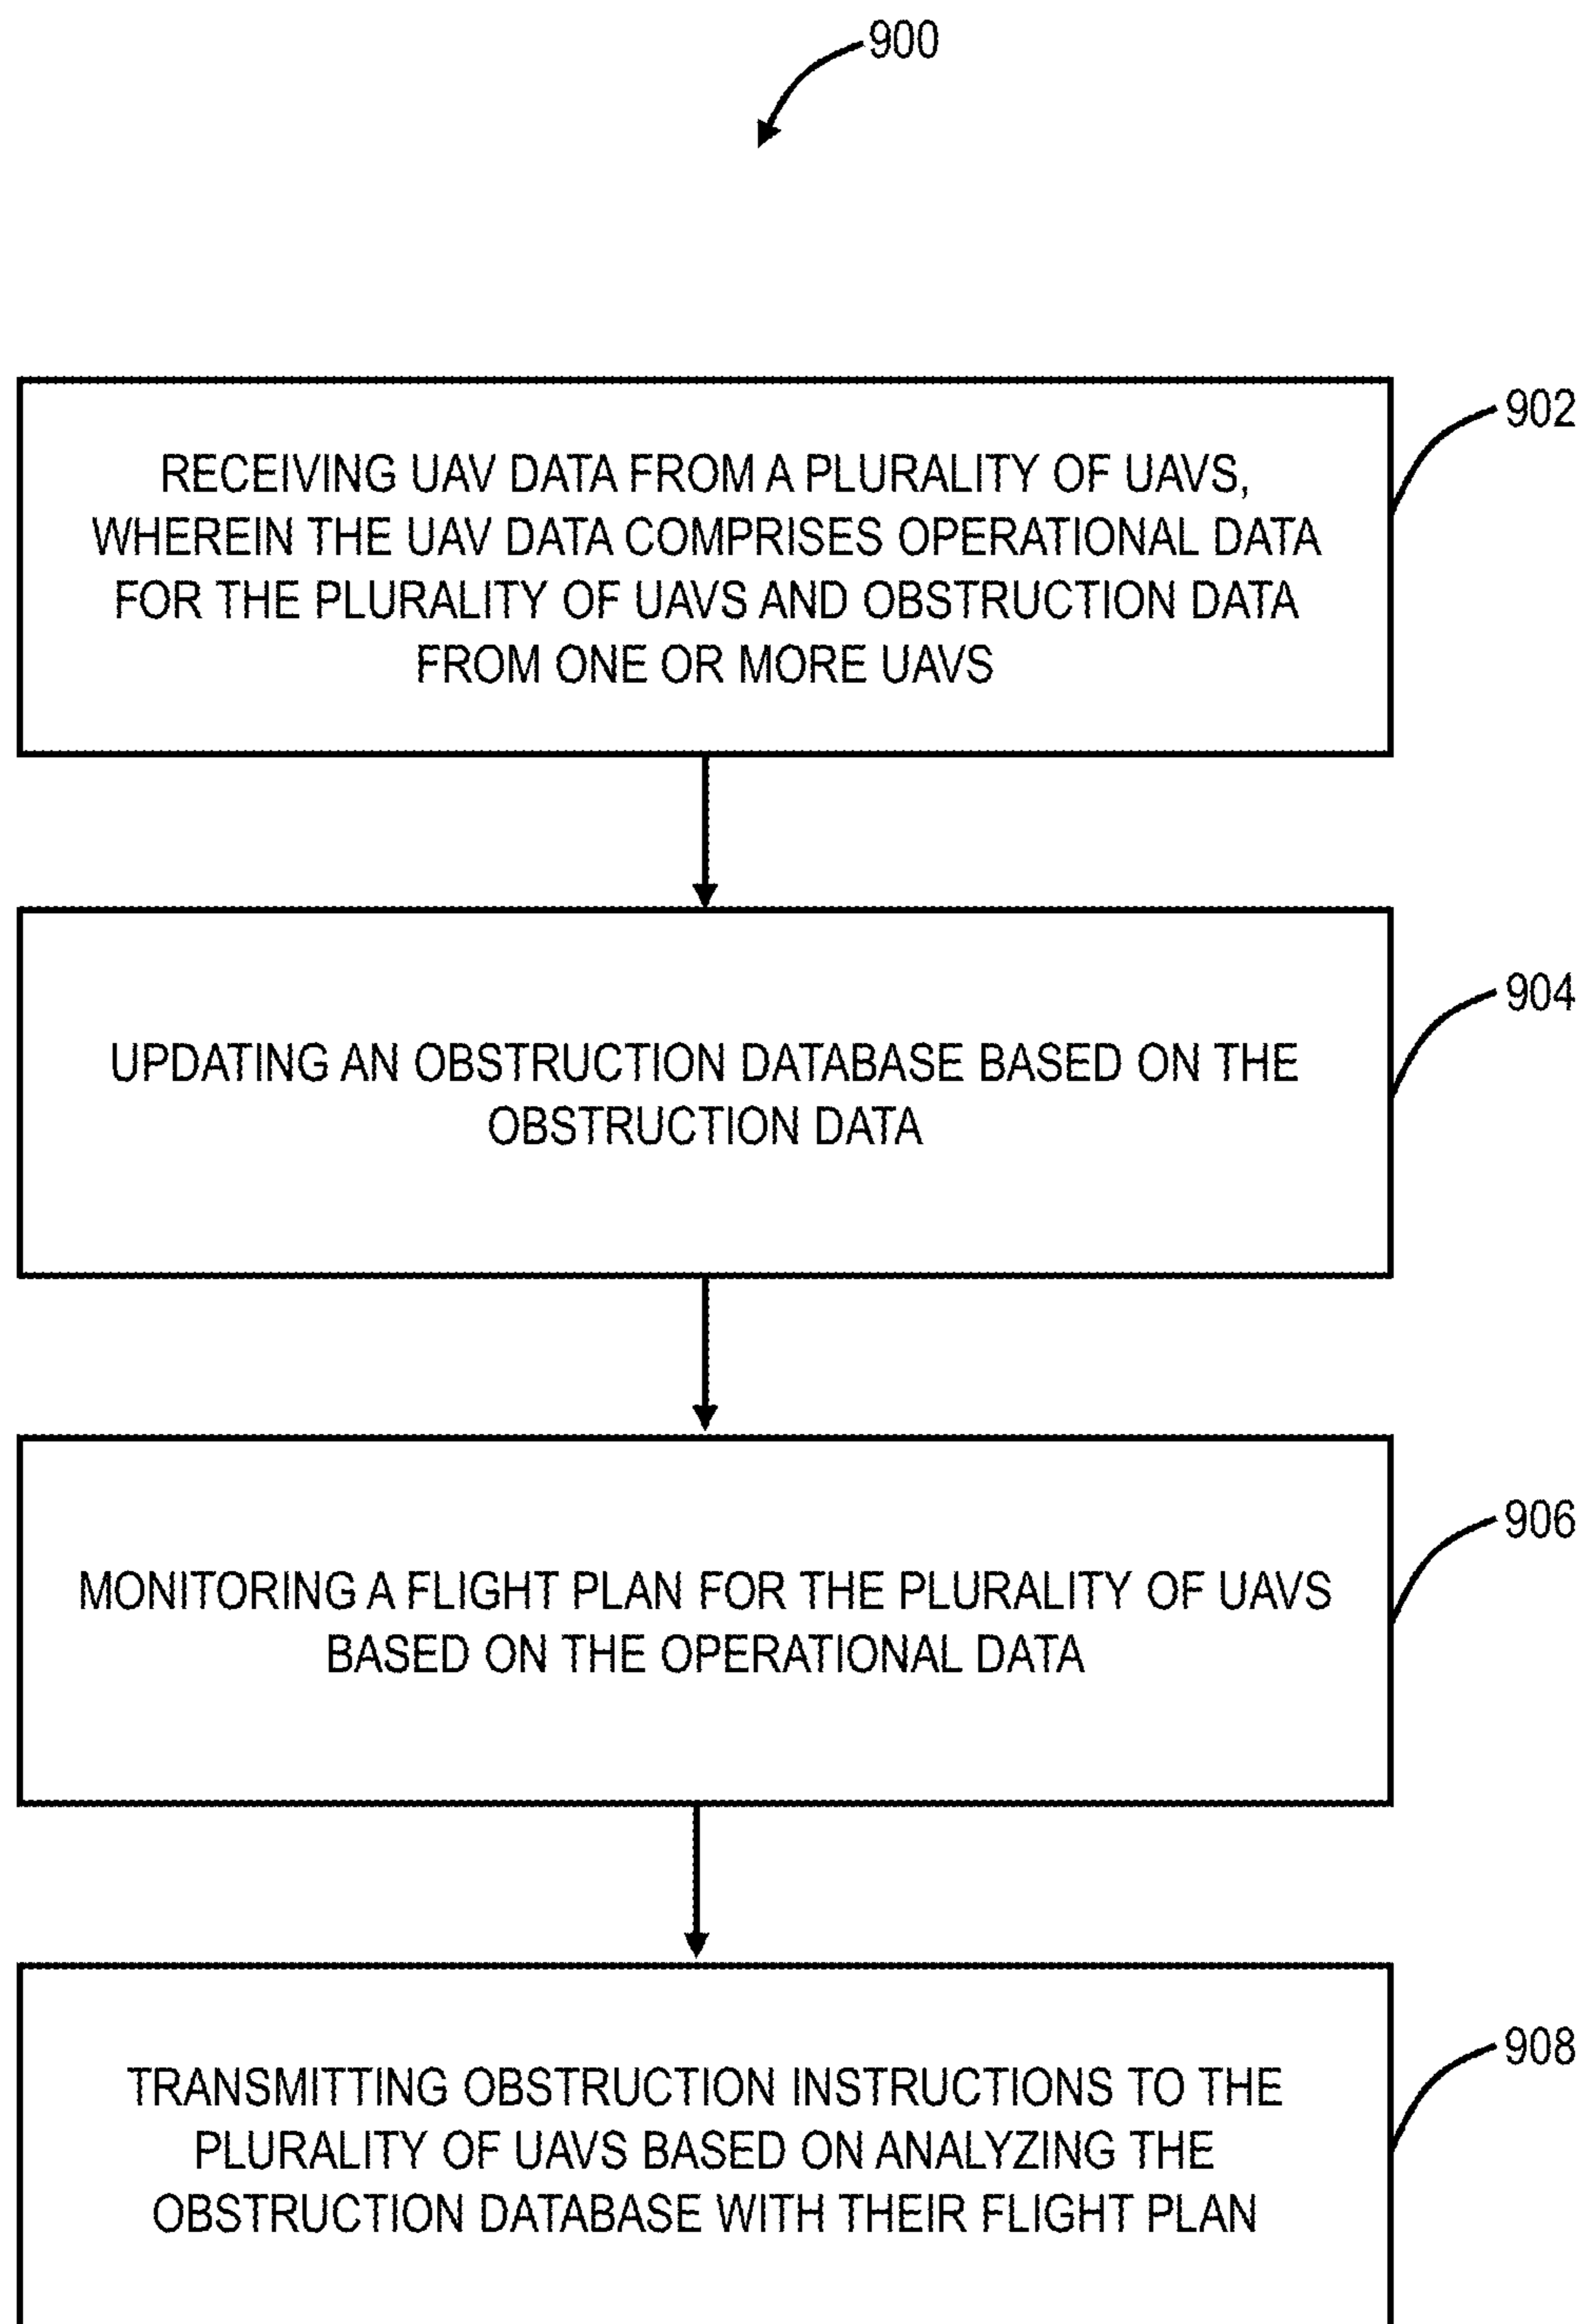 900
902
RECEIVING UAV DATA FROM A PLURALITY OF UAVS,
WHEREIN THE UAV DATA COMPRISES OPERATIONAL DATA
FOR THE PLURALITY OF UAVS AND OBSTRUCTION DATA
FROM ONE OR MORE UAVS
904
UPDATING AN OBSTRUCTION DATABASE BASED ON THE
OBSTRUCTION DATA
906
MONITORING A FLIGHT PLAN FOR THE PLURALITY OF UAVS
BASED ON THE OPERATIONAL DATA
908
TRANSMITTING OBSTRUCTION INSTRUCTIONS TO THE
PLURALITY OF UAVS BASED ON ANALYZING THE
OBSTRUCTION DATABASE WITH THEIR FLIGHT PLAN